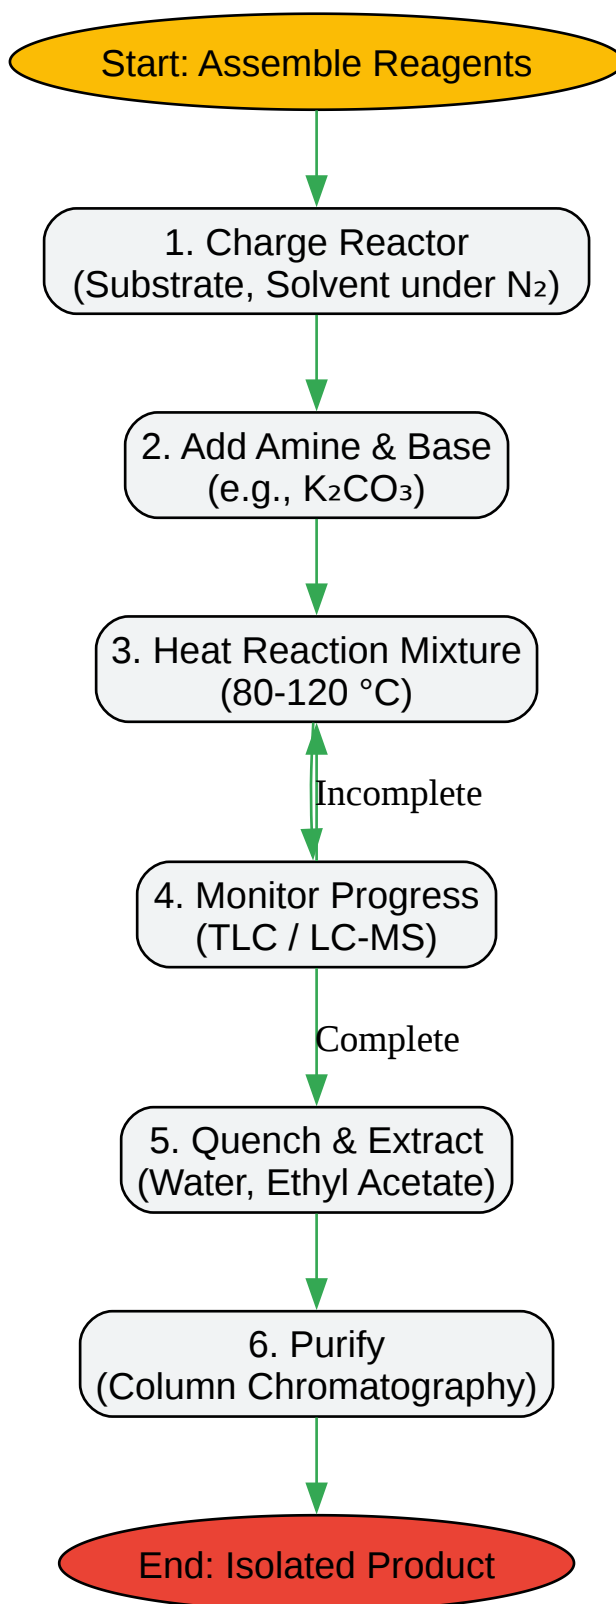 Start: Assemble Reagents
1. Charge Reactor
(Substrate, Solvent under N₂)
2. Add Amine & Base
(e.g., K₂CO₃)
3. Heat Reaction Mixture
(80-120 °C)
Incomplete
4. Monitor Progress
(TLC / LC-MS)
Complete
5. Quench & Extract
(Water, Ethyl Acetate)
6. Purify
(Column Chromatography)
End: Isolated Product